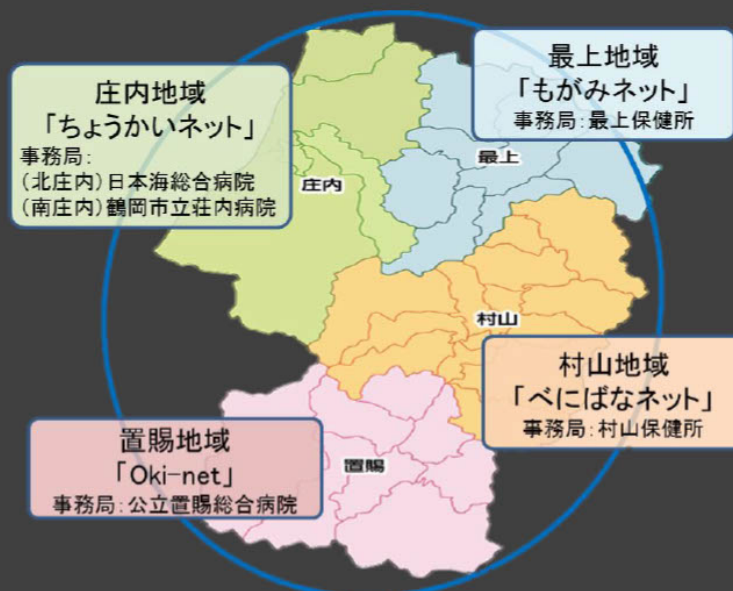 庄内地域
「ちょうかいネット」
事務局:
(北庄内)日本海総合病院
(南庄内)鶴岡市立荘内病院
最上地域
「もがみネット」
事務局:最上保健所
最上
庄内
村山
村山地域
「べにばなネット」
事務局:村山保健所
置賜地域
「Oki-net」
事務局:公立置賜総合病院
置賜